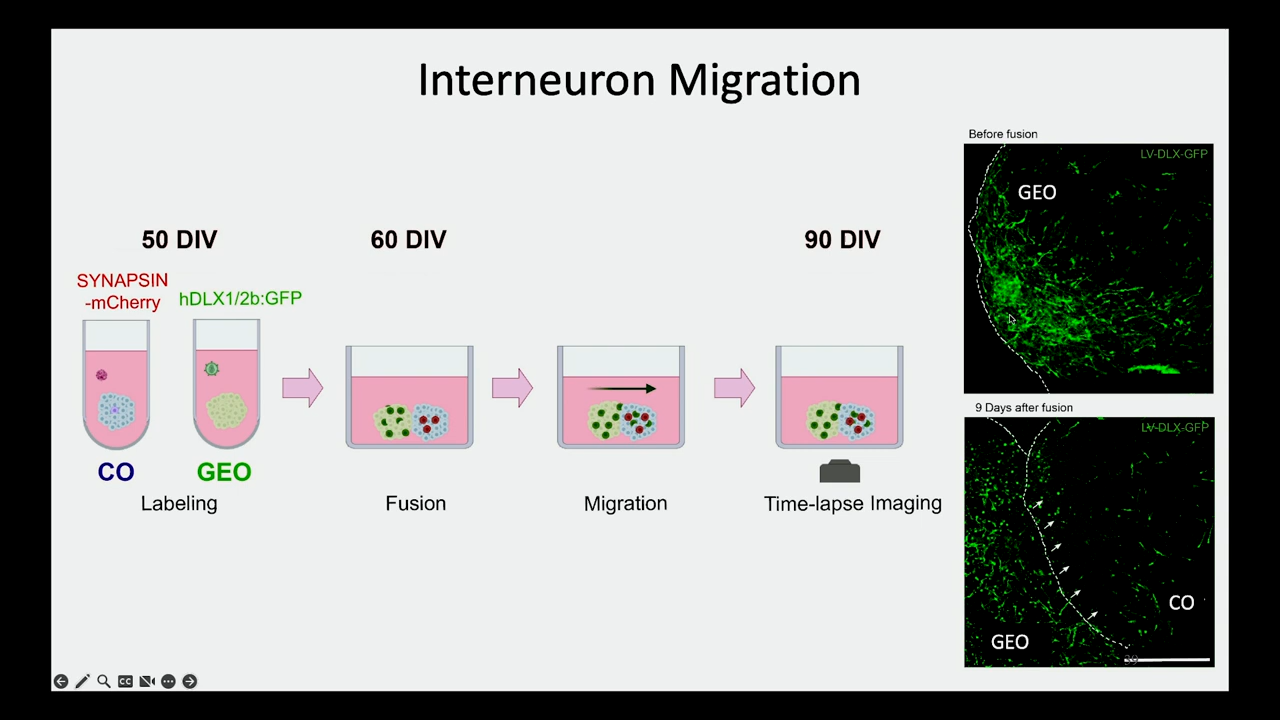 Interneuron Migration
50 DIV
60 DIV
90 DIV
SYNAPSIN
-mCherry
hDLX1/2b:GFP
CO
GEO
Labeling
Fusion
Migration
Time-lapse Imaging
Before fusion
LV-DLX-GFP
GEO
9 Days after fusion
LV-DLX-GFP
CO
GEO
CC